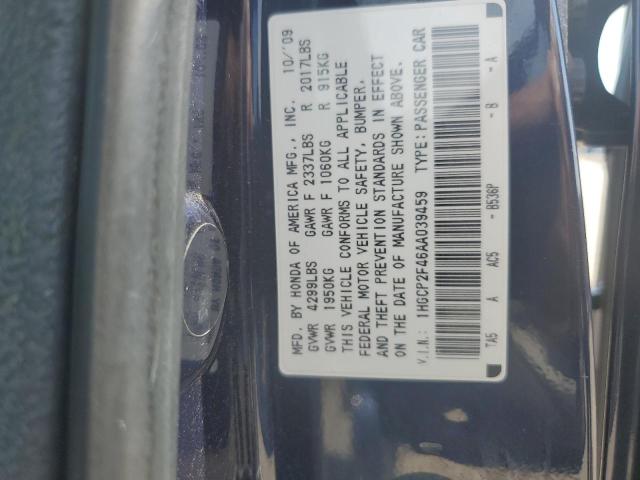 MFD. BY HONDA OF AMERICA MFG., INC. 10/'09
GVWR 4299LBS GAWR F 2337LBS R 2017LBS
GVWR 1950KG GAWR F 1060KG R 915KG
THIS VEHICLE CONFORMS TO ALL APPLICABLE
FEDERAL MOTOR VEHICLE SAFETY, BUMPER,
AND THEFT PREVENTION STANDARDS IN EFFECT
ON THE DATE OF MANUFACTURE SHOWN ABOVE.
V.I.N.: 1HGCP2F46AA039459 TYPE: PASSENGER CAR
TA5 A AC5 - B536P - B - A